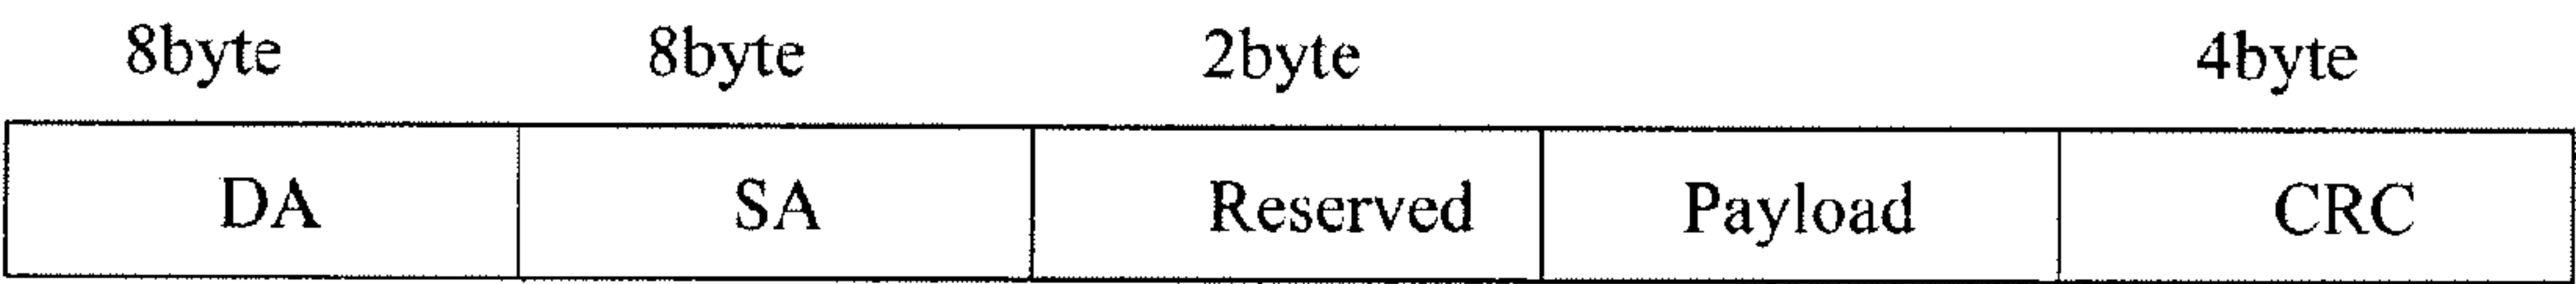 8byte 8byte 2byte 4byte
DA SA Reserved Payload CRC